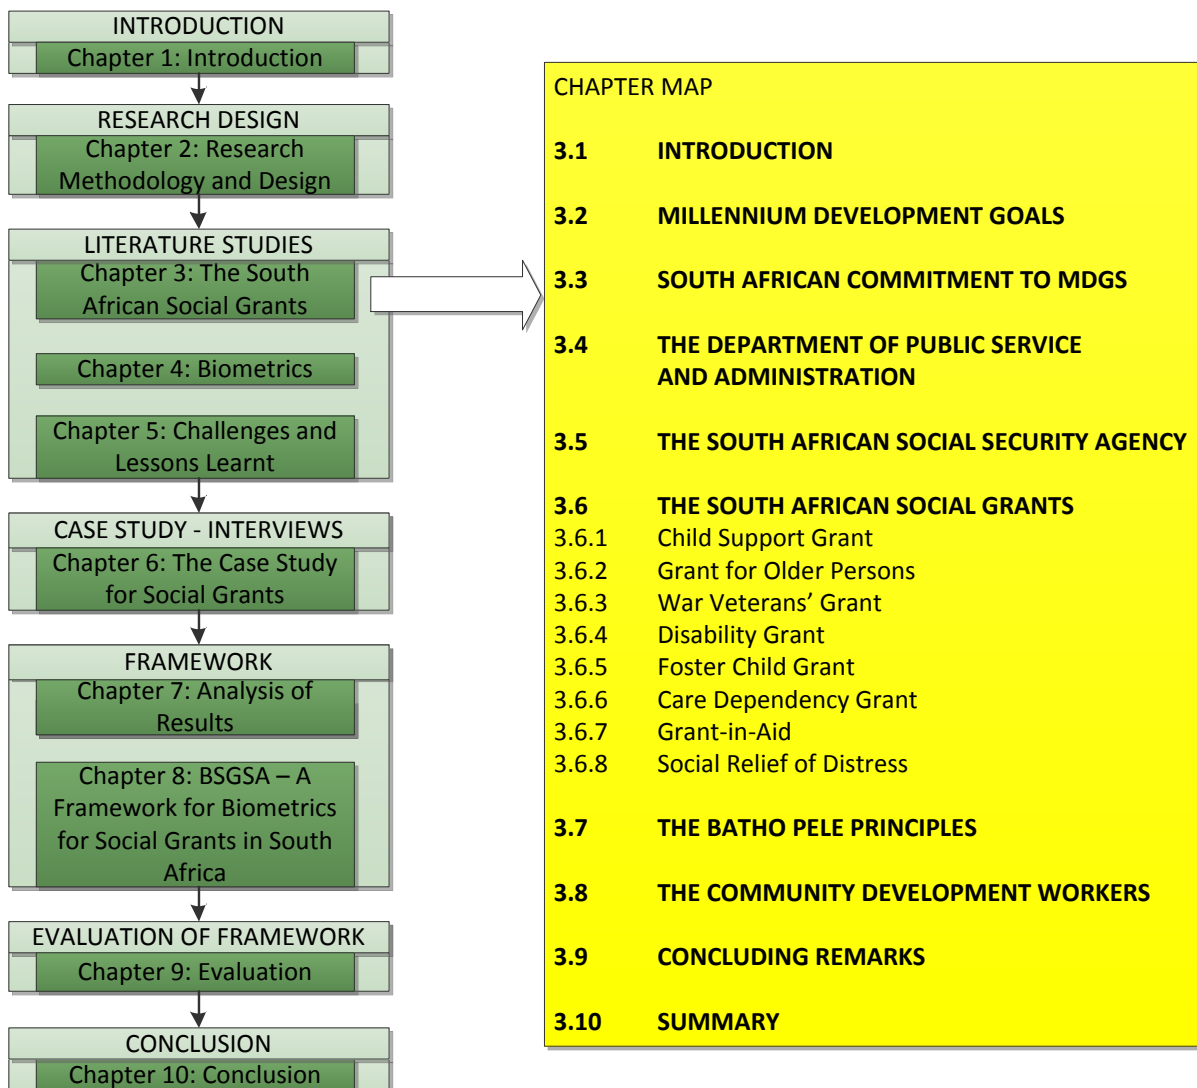 INTRODUCTION
Chapter 1: Introduction
RESEARCH DESIGN
Chapter 2: Research
Methodology and Design
LITERATURE STUDIES
Chapter 3: The South
African Social Grants
Chapter 4: Biometrics
Chapter 5: Challenges and
Lessons Learnt
CASE STUDY - INTERVIEWS
Chapter 6: The Case Study
for Social Grants
FRAMEWORK
Chapter 7: Analysis of
Results
Chapter 8: BSGSA – A
Framework for Biometrics
for Social Grants in South
Africa
EVALUATION OF FRAMEWORK
Chapter 9: Evaluation
CONCLUSION
Chapter 10: Conclusion
CHAPTER MAP
3.1 INTRODUCTION
3.2 MILLENNIUM DEVELOPMENT GOALS
3.3 SOUTH AFRICAN COMMITMENT TO MDGS
3.4 THE DEPARTMENT OF PUBLIC SERVICE
AND ADMINISTRATION
3.5 THE SOUTH AFRICAN SOCIAL SECURITY AGENCY
3.6 THE SOUTH AFRICAN SOCIAL GRANTS
3.6.1 Child Support Grant
3.6.2 Grant for Older Persons
3.6.3 War Veterans’ Grant
3.6.4 Disability Grant
3.6.5 Foster Child Grant
3.6.6 Care Dependency Grant
3.6.7 Grant-in-Aid
3.6.8 Social Relief of Distress
3.7 THE BATHO PELE PRINCIPLES
3.8 THE COMMUNITY DEVELOPMENT WORKERS
3.9 CONCLUDING REMARKS
3.10 SUMMARY